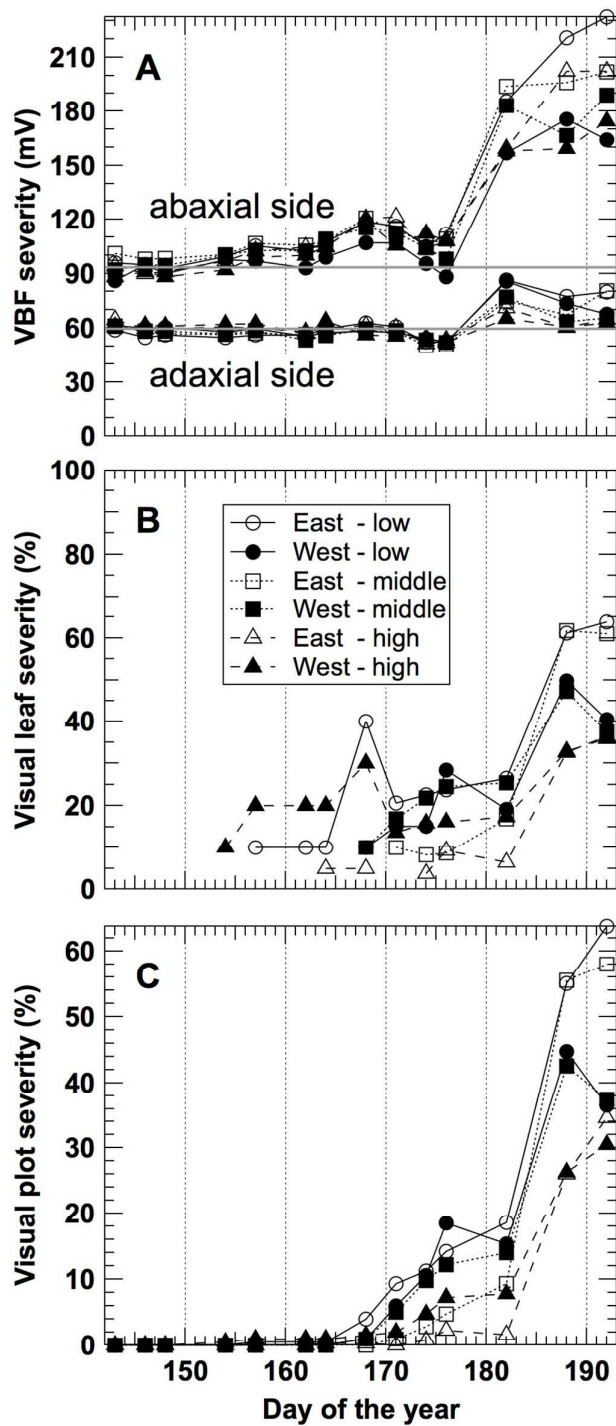 A
VBF severity (mV)
210
180
150
120
90
60
30
0
abaxial side
adaxial side
B
Visual leaf severity (%)
100
80
60
40
20
0
East - low
West - low
East - middle
West - middle
East - high
West - high
C
Visual plot severity (%)
60
50
40
30
20
10
0
150 160 170 180 190
Day of the year